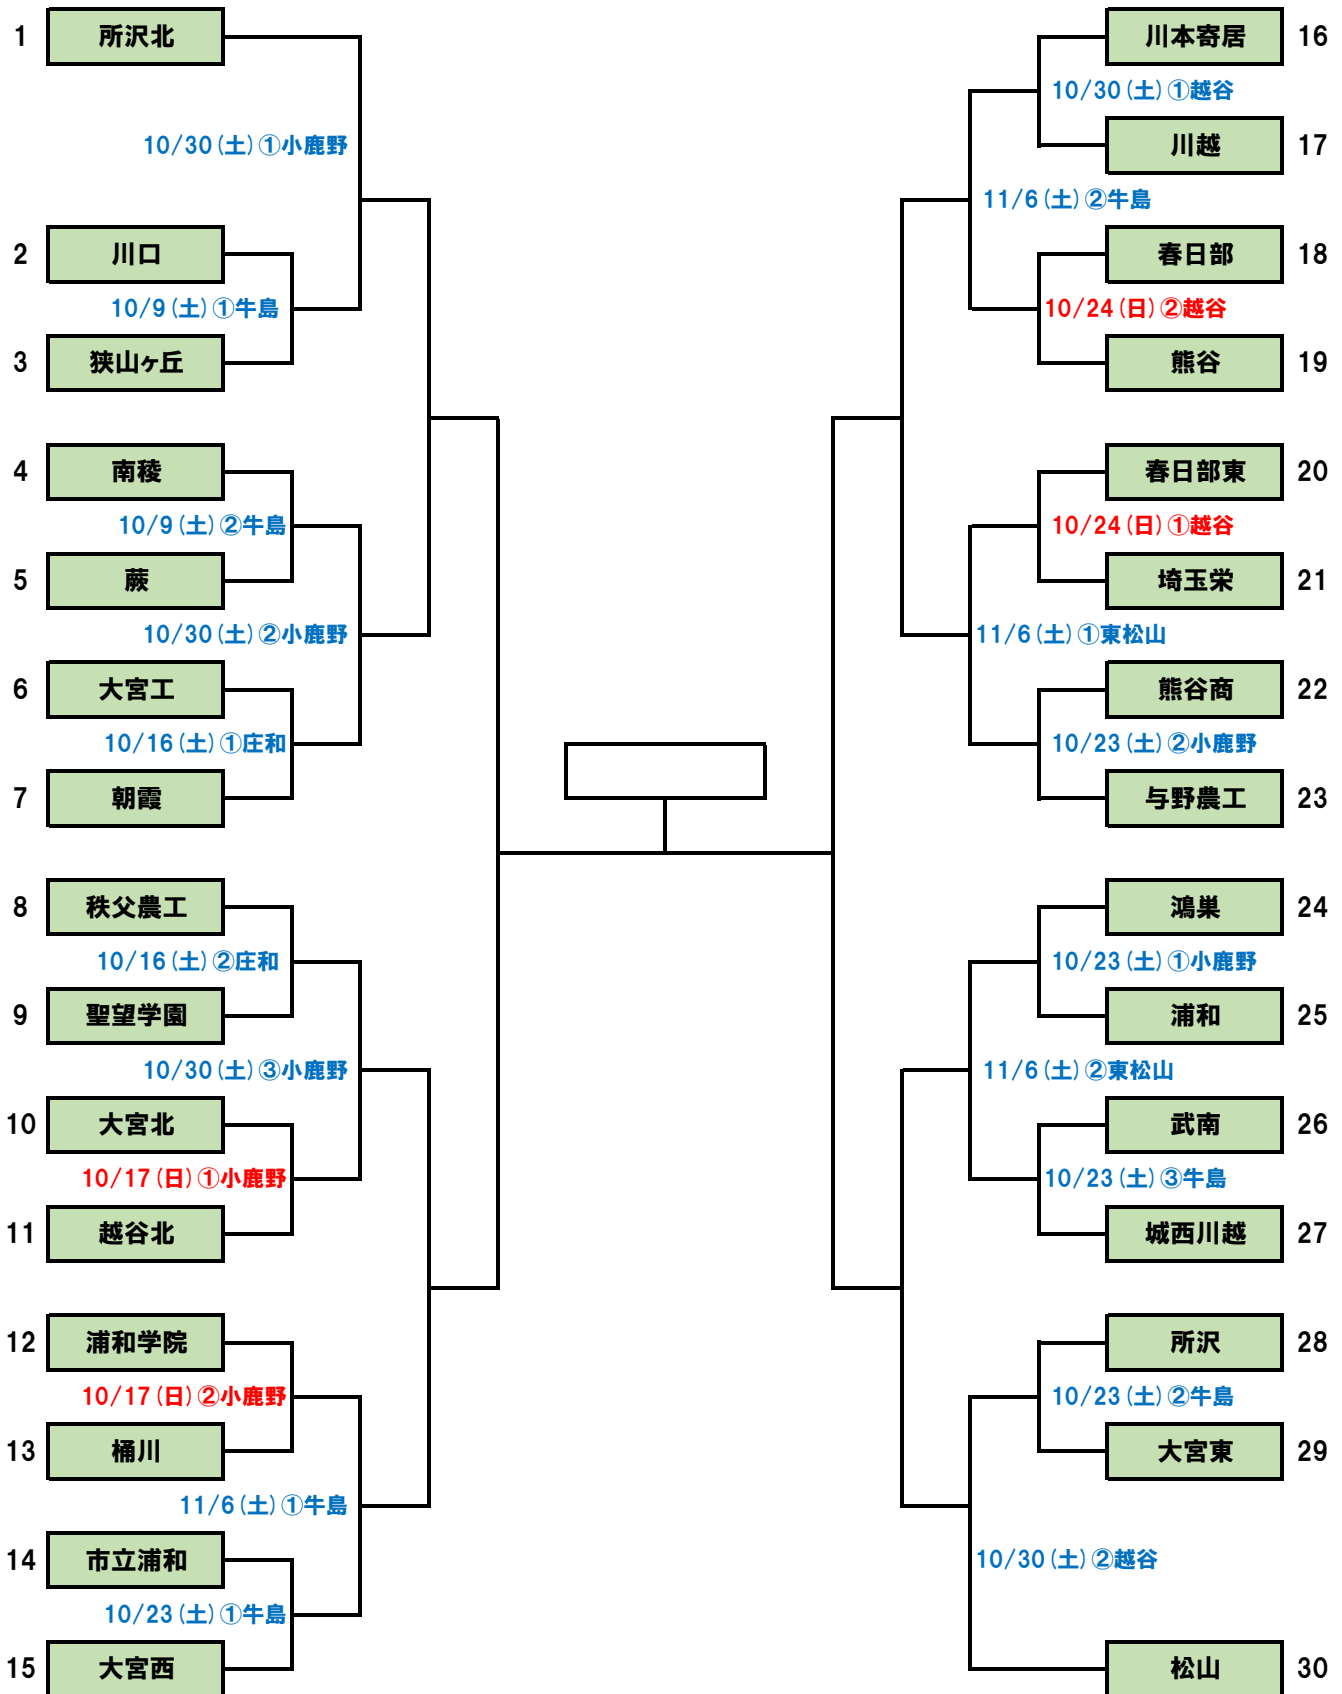 1 所沢北
10/30(土)①小鹿野
2 川口
10/9(土)①牛島
3 狭山ヶ丘
4 南稜
10/9(土)②牛島
5 蕨
10/30(土)②小鹿野
6 大宮工
10/16(土)①庄和
7 朝霞
8 秩父農工
10/16(土)②庄和
9 聖望学園
10/30(土)③小鹿野
10 大宮北
10/17(日)①小鹿野
11 越谷北
12 浦和学院
10/17(日)②小鹿野
13 桶川
11/6(土)①牛島
14 市立浦和
10/23(土)①牛島
15 大宮西
川本寄居 16
10/30(土)①越谷
川越 17
11/6(土)②牛島
春日部 18
10/24(日)②越谷
熊谷 19
春日部東 20
10/24(日)①越谷
埼玉栄 21
11/6(土)①東松山
熊谷商 22
10/23(土)②小鹿野
与野農工 23
鴻巣 24
10/23(土)①小鹿野
浦和 25
11/6(土)②東松山
武南 26
10/23(土)③牛島
城西川越 27
所沢 28
10/23(土)②牛島
大宮東 29
10/30(土)②越谷
松山 30